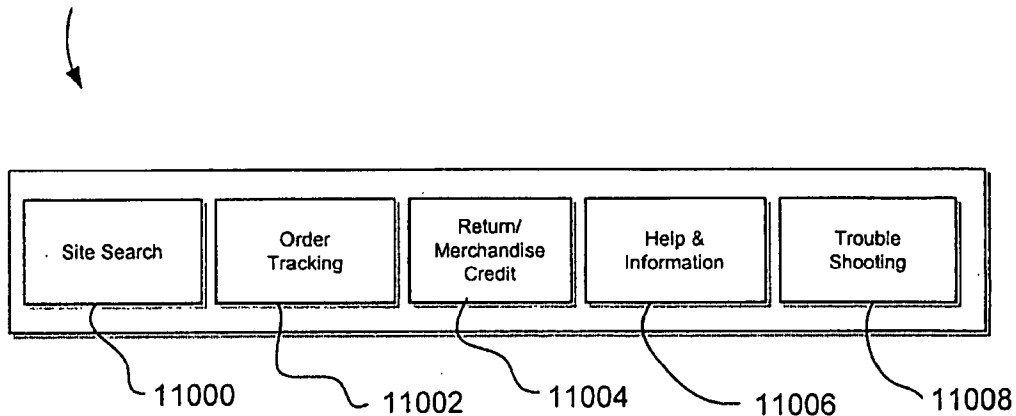 Site Search
Order
Tracking
Return/
Merchandise
Credit
Help &
Information
Trouble
Shooting
11000
11002
11004
11006
11008